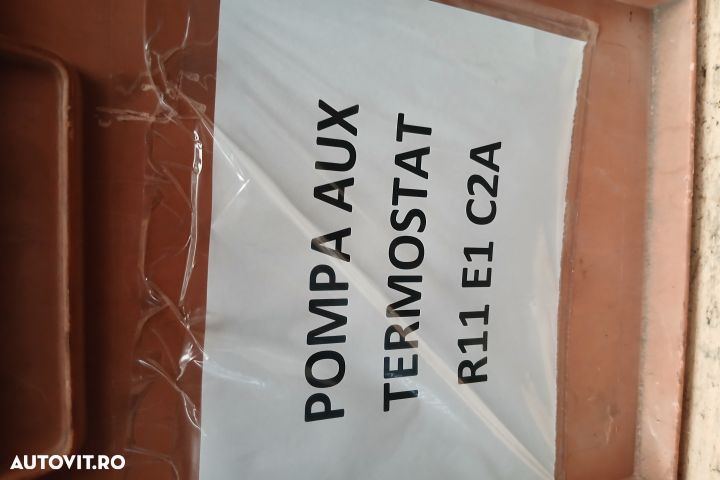 POMPA AUX
TERMOSTAT
R11 E1 C2A
AUTOVIT.RO